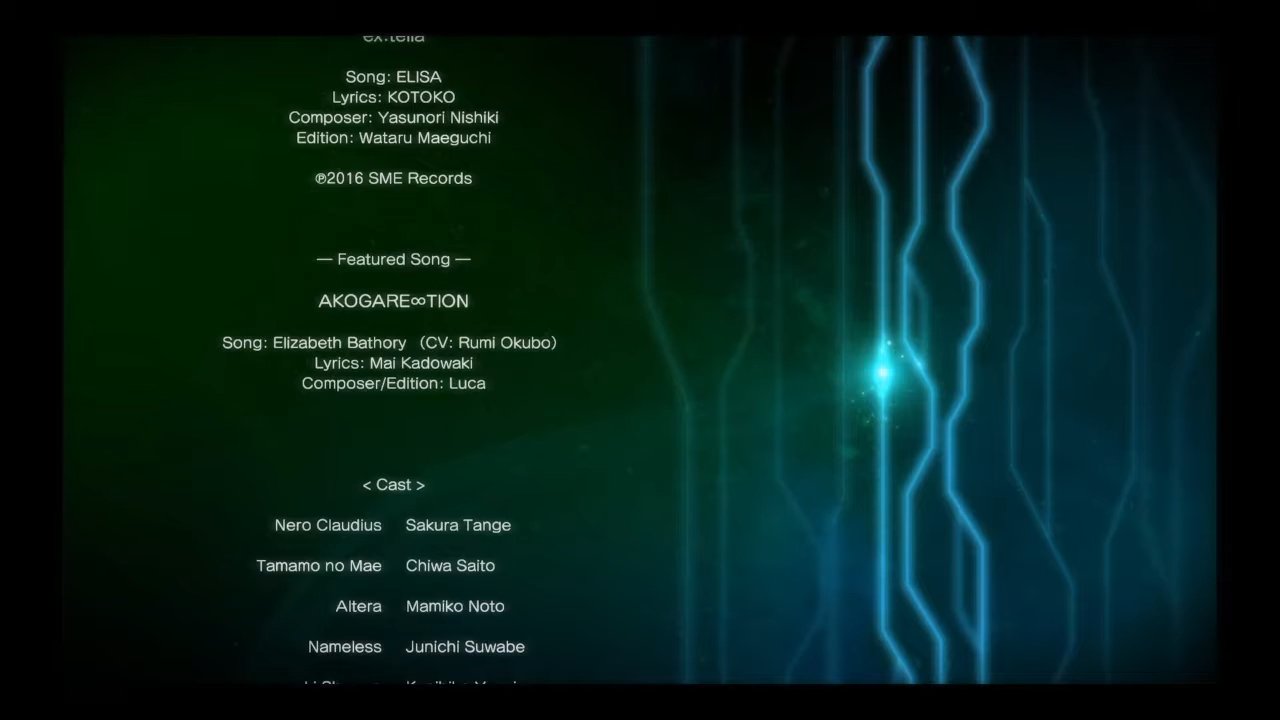 ex:tella
Song: ELISA
Lyrics: KOTOKO
Composer: Yasunori Nishiki
Edition: Wataru Maeguchi
℗2016 SME Records
— Featured Song —
AKOGARE∞TION
Song: Elizabeth Bathory （CV: Rumi Okubo）
Lyrics: Mai Kadowaki
Composer/Edition: Luca
< Cast >
Nero Claudius Sakura Tange
Tamamo no Mae Chiwa Saito
Altera Mamiko Noto
Nameless Junichi Suwabe